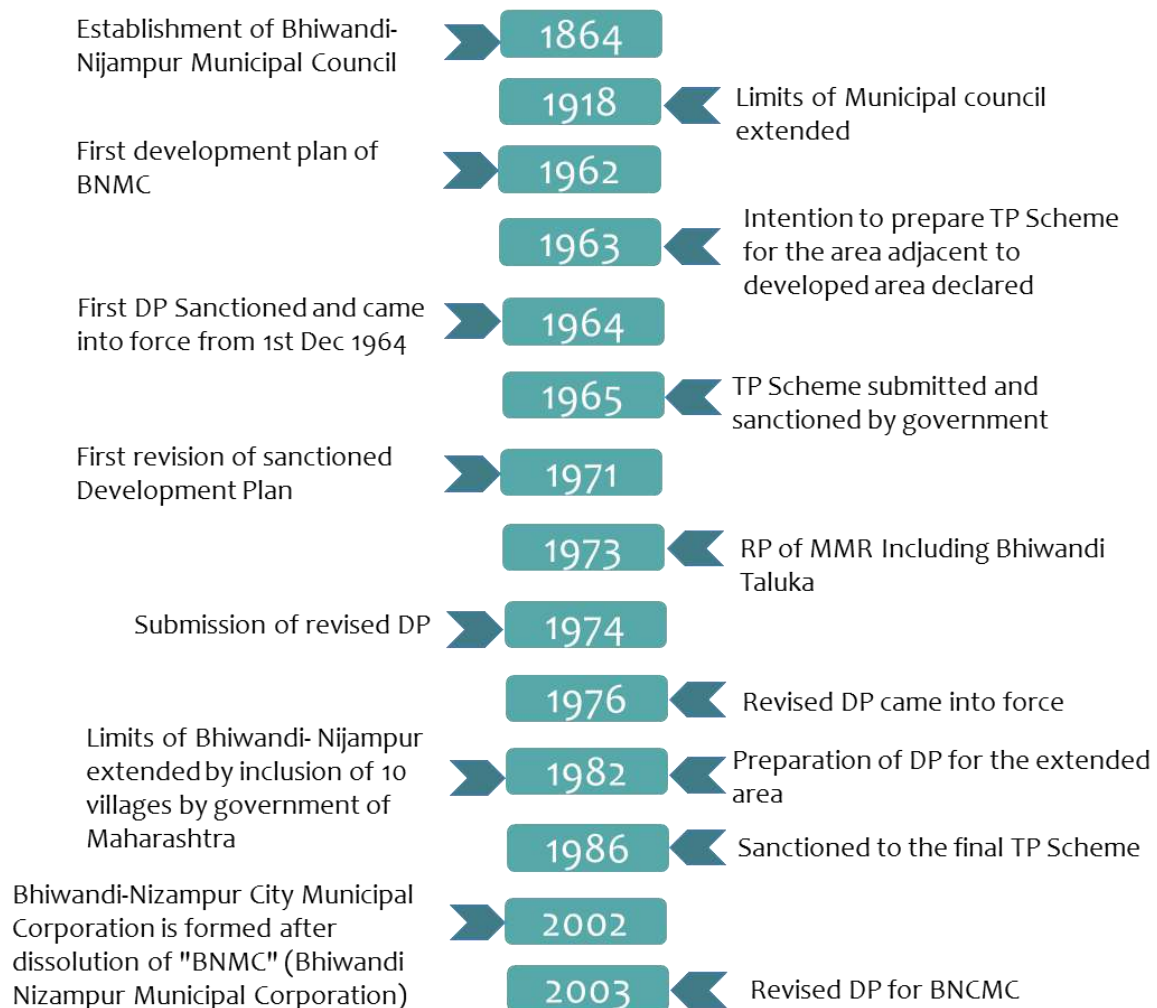 Establishment of Bhiwandi-
Nijampur Municipal Council
1864
1918
Limits of Municipal council
extended
First development plan of
BNMC
1962
1963
Intention to prepare TP Scheme
for the area adjacent to
developed area declared
First DP Sanctioned and came
into force from 1st Dec 1964
1964
1965
TP Scheme submitted and
sanctioned by government
First revision of sanctioned
Development Plan
1971
1973
RP of MMR Including Bhiwandi
Taluka
Submission of revised DP
1974
1976
Revised DP came into force
Limits of Bhiwandi- Nijampur
extended by inclusion of 10
villages by government of
Maharashtra
1982
Preparation of DP for the extended
area
1986
Sanctioned to the final TP Scheme
Bhiwandi-Nizampur City Municipal
Corporation is formed after
dissolution of "BNMC" (Bhiwandi
Nizampur Municipal Corporation)
2002
2003
Revised DP for BNCMC